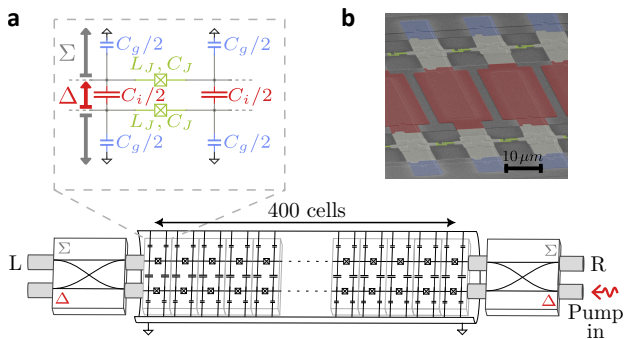 a
b
C_g/2
C_g/2
Σ
L_J, C_J
Δ
C_i/2
C_i/2
L_J, C_J
C_g/2
C_g/2
10 μm
400 cells
Σ
Σ
L
R
Δ
Δ
Pump
in